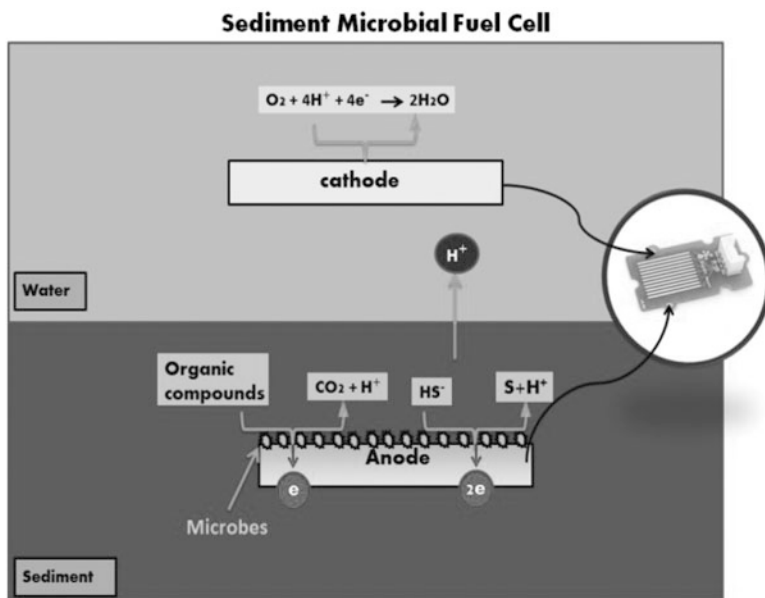 Sediment Microbial Fuel Cell
O₂ + 4H⁺ + 4e⁻ → 2H₂O
cathode
H⁺
Water
Organic
compounds
CO₂ + H⁺
HS⁻
S+H⁺
Anode
e
2e
Microbes
Sediment